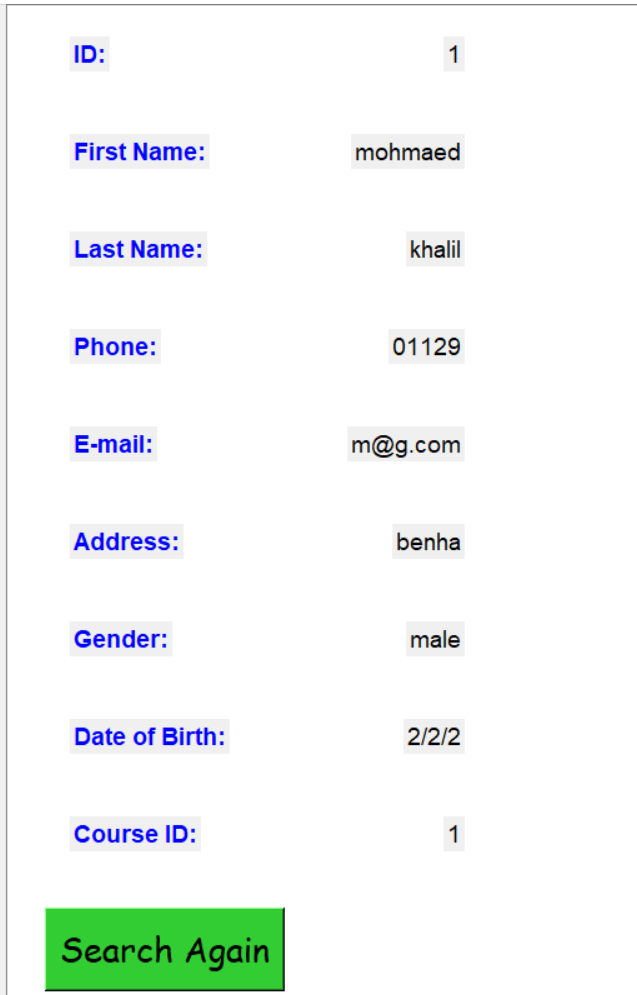 ID: 1
First Name: mohmaed
Last Name: khalil
Phone: 01129
E-mail: m@g.com
Address: benha
Gender: male
Date of Birth: 2/2/2
Course ID: 1
Search Again